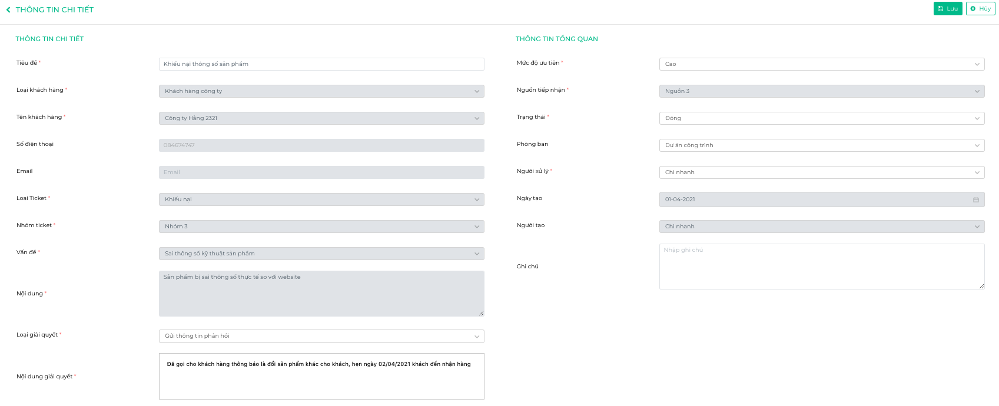 THÔNG TIN CHI TIẾT
Lưu
Hủy
THÔNG TIN CHI TIẾT
Tiêu đề *
Khiếu nại thông số sản phẩm
Loại khách hàng *
Khách hàng công ty
Tên khách hàng *
Công ty Hằng 2321
Số điện thoại
084674747
Email
Email
Loại Ticket *
Khiếu nại
Nhóm ticket *
Nhóm 3
Vấn đề *
Sai thông số kỹ thuật sản phẩm
Nội dung *
Sản phẩm bị sai thông số thực tế so với website
Loại giải quyết *
Gửi thông tin phản hồi
Nội dung giải quyết *
Đã gọi cho khách hàng thông báo là đổi sản phẩm khác cho khách, hẹn ngày 02/04/2021 khách đến nhận hàng
THÔNG TIN TỔNG QUAN
Mức độ ưu tiên *
Cao
Nguồn tiếp nhận *
Nguồn 3
Trạng thái *
Đóng
Phòng ban
Dự án công trình
Người xử lý *
Chi nhanh
Ngày tạo
01-04-2021
Người tạo
Chi nhanh
Ghi chú
Nhập ghi chú